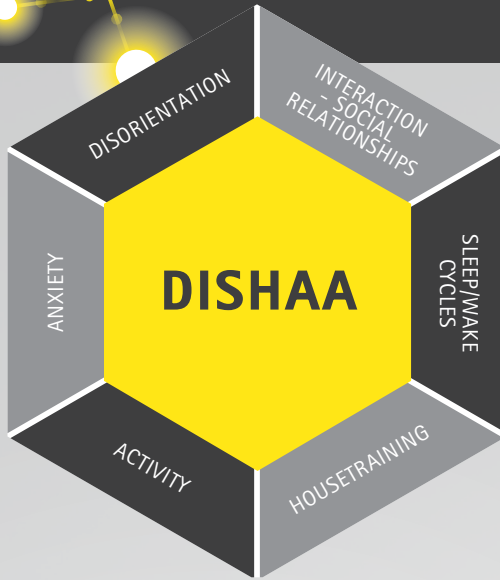 DISORIENTATION
INTERACTION
– SOCIAL
RELATIONSHIPS
SLEEP/WAKE
CYCLES
HOUSETRAINING
ACTIVITY
ANXIETY
DISHAA